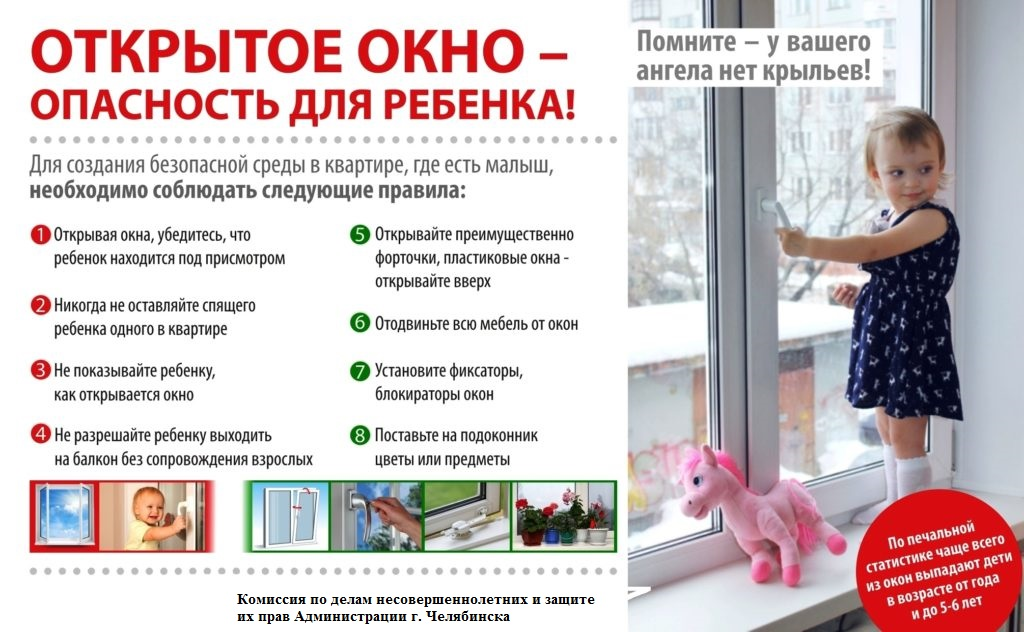 ОТКРЫТОЕ ОКНО –
ОПАСНОСТЬ ДЛЯ РЕБЕНКА!
Для создания безопасной среды в квартире, где есть малыш,
необходимо соблюдать следующие правила:
1 Открывая окна, убедитесь, что
ребенок находится под присмотром
2 Никогда не оставляйте спящего
ребенка одного в квартире
3 Не показывайте ребенку,
как открывается окно
4 Не разрешайте ребенку выходить
на балкон без сопровождения взрослых
5 Открывайте преимущественно
форточки, пластиковые окна -
открывайте вверх
6 Отодвиньте всю мебель от окон
7 Установите фиксаторы,
блокираторы окон
8 Поставьте на подоконник
цветы или предметы
Комиссия по делам несовершеннолетних и защите
их прав Администрации г. Челябинска
Помните – у вашего
ангела нет крыльев!
По печальной
статистике чаще всего
из окон выпадают дети
в возрасте от года
и до 5-6 лет